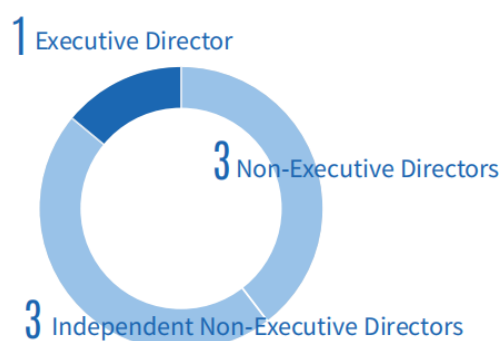 1 Executive Director
3 Non-Executive Directors
3 Independent Non-Executive Directors